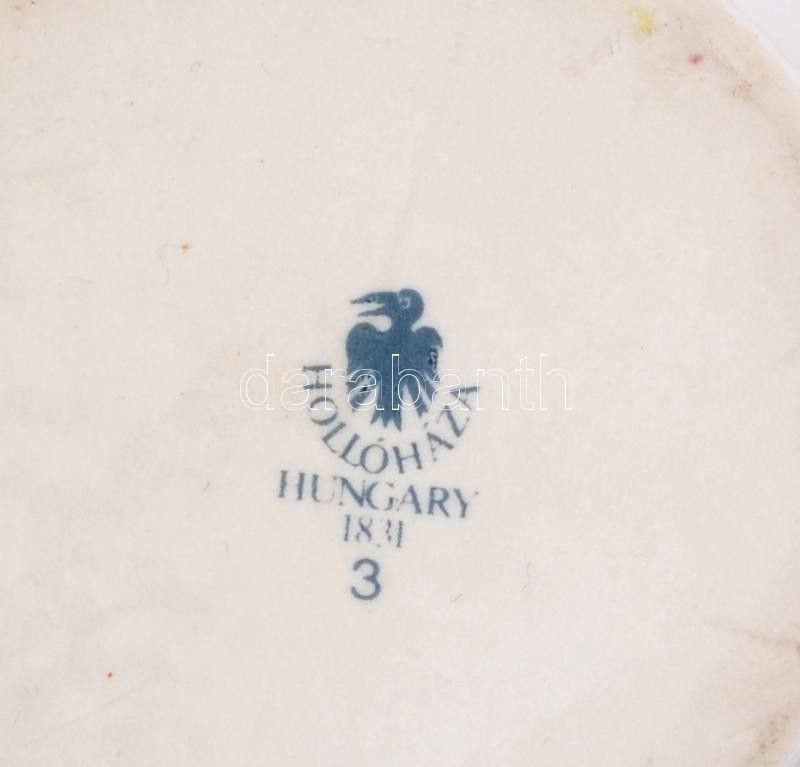 darabanth
HOLLÓHÁZA
HUNGARY
1831
3